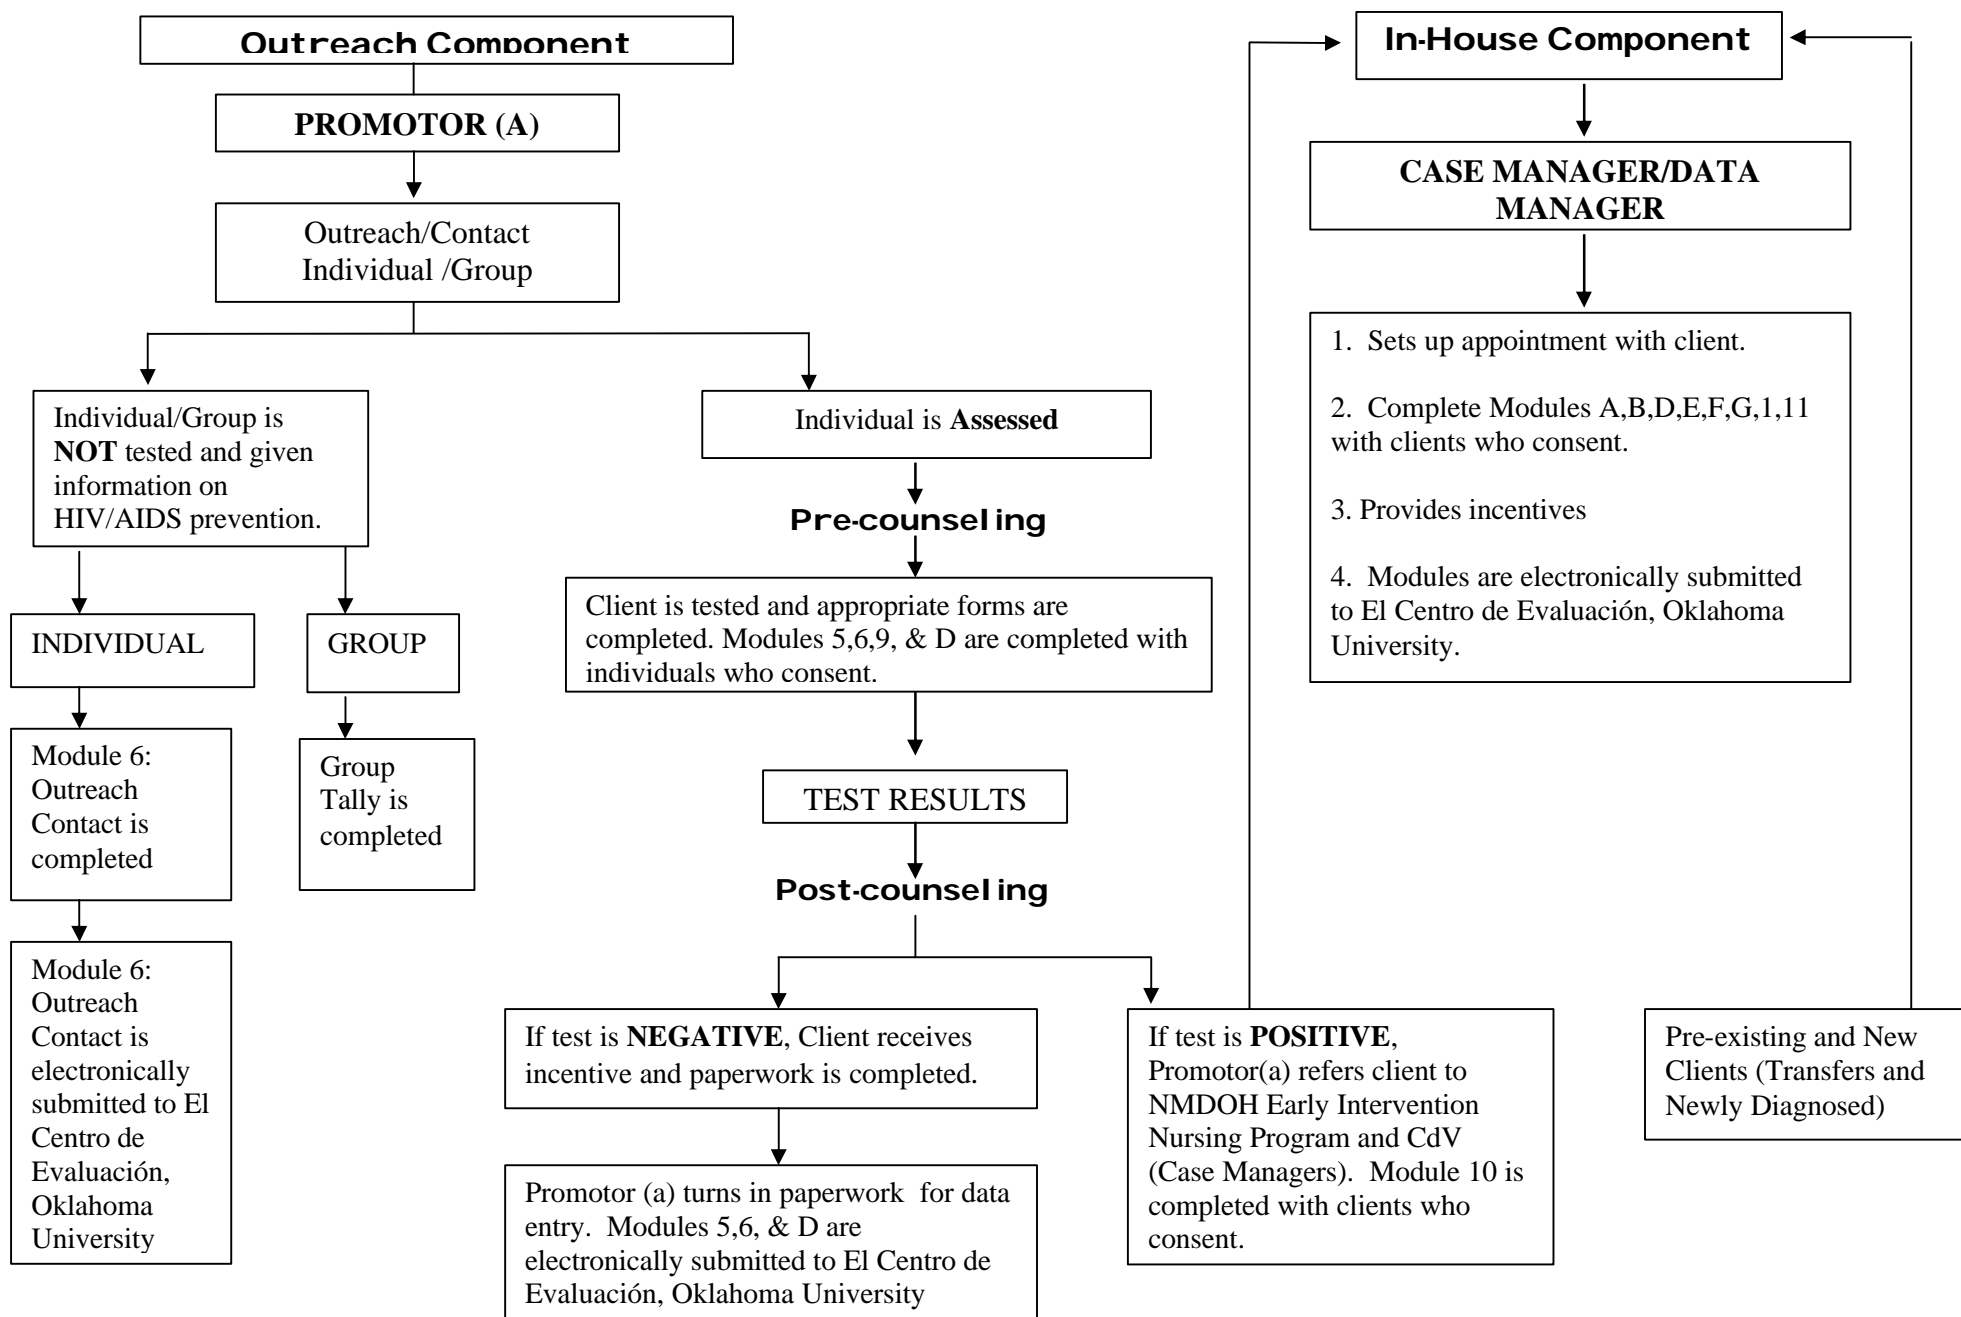 Outreach Component
PROMOTOR (A)
Outreach/Contact
Individual /Group
Individual/Group is
NOT tested and given
information on
HIV/AIDS prevention.
INDIVIDUAL
GROUP
Module 6:
Outreach
Contact is
completed
Group
Tally is
completed
Module 6:
Outreach
Contact is
electronically
submitted to El
Centro de
Evaluación,
Oklahoma
University
Individual is Assessed
Pre-counseling
Client is tested and appropriate forms are
completed. Modules 5,6,9, & D are completed with
individuals who consent.
TEST RESULTS
Post-counseling
If test is NEGATIVE, Client receives
incentive and paperwork is completed.
Promotor (a) turns in paperwork for data
entry. Modules 5,6, & D are
electronically submitted to El Centro de
Evaluación, Oklahoma University
If test is POSITIVE,
Promotor(a) refers client to
NMDOH Early Intervention
Nursing Program and CdV
(Case Managers). Module 10 is
completed with clients who
consent.
In-House Component
CASE MANAGER/DATA
MANAGER
1. Sets up appointment with client.
2. Complete Modules A,B,D,E,F,G,1,11
with clients who consent.
3. Provides incentives
4. Modules are electronically submitted
to El Centro de Evaluación, Oklahoma
University.
Pre-existing and New
Clients (Transfers and
Newly Diagnosed)